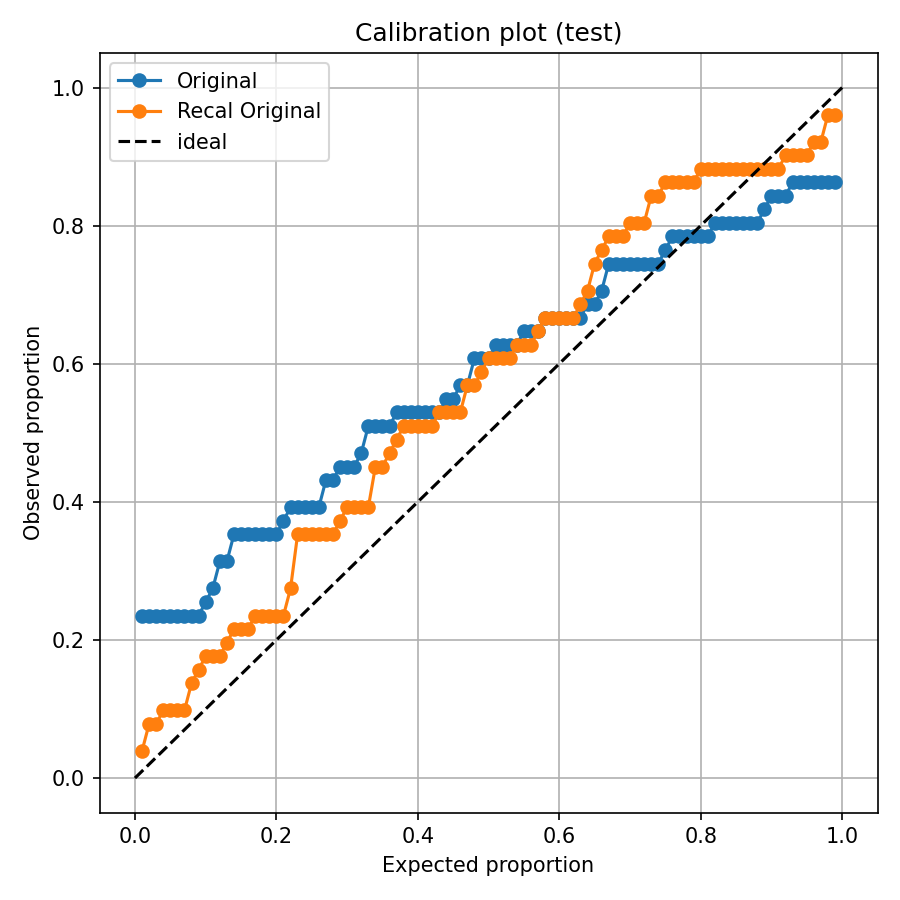 Calibration plot (test)
Original
Recal Original
ideal
1.0
0.8
0.6
0.4
0.2
0.0
Observed proportion
0.0 0.2 0.4 0.6 0.8 1.0
Expected proportion